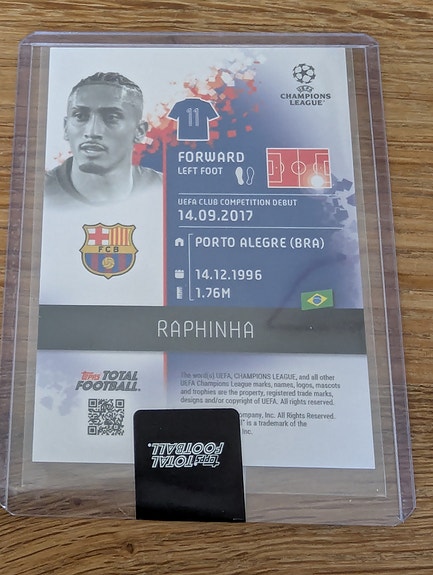 UEFA
CHAMPIONS
LEAGUE
11
FORWARD
LEFT FOOT
UEFA CLUB COMPETITION DEBUT
14.09.2017
PORTO ALEGRE (BRA)
14.12.1996
1.76M
FCB
RAPHINHA
Topps TOTAL
FOOTBALL
The word(s) UEFA, CHAMPIONS LEAGUE, and all other
UEFA Champions League marks, names, logos, mascots
and trophies are the property, registered trade marks,
designs and/or copyright of UEFA. All rights reserved.
ompany, Inc. All Rights Reserved.
is a trademark of the
Inc.
Topps TOTAL
FOOTBALL